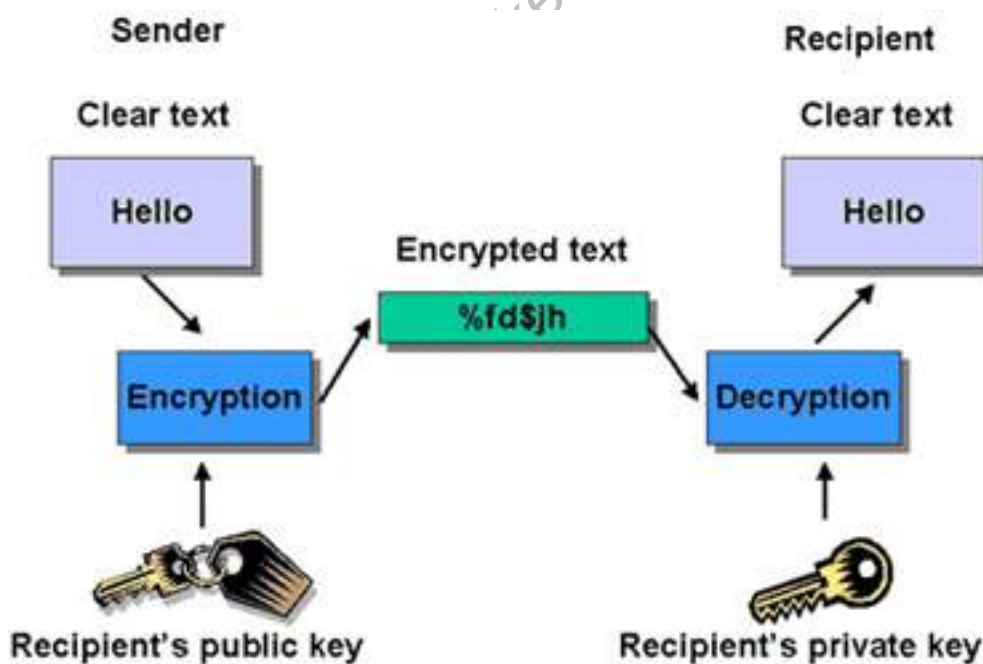 Sender
Recipient
Clear text
Clear text
Hello
Hello
Encrypted text
%fd$jh
Encryption
Decryption
Recipient's public key
Recipient's private key